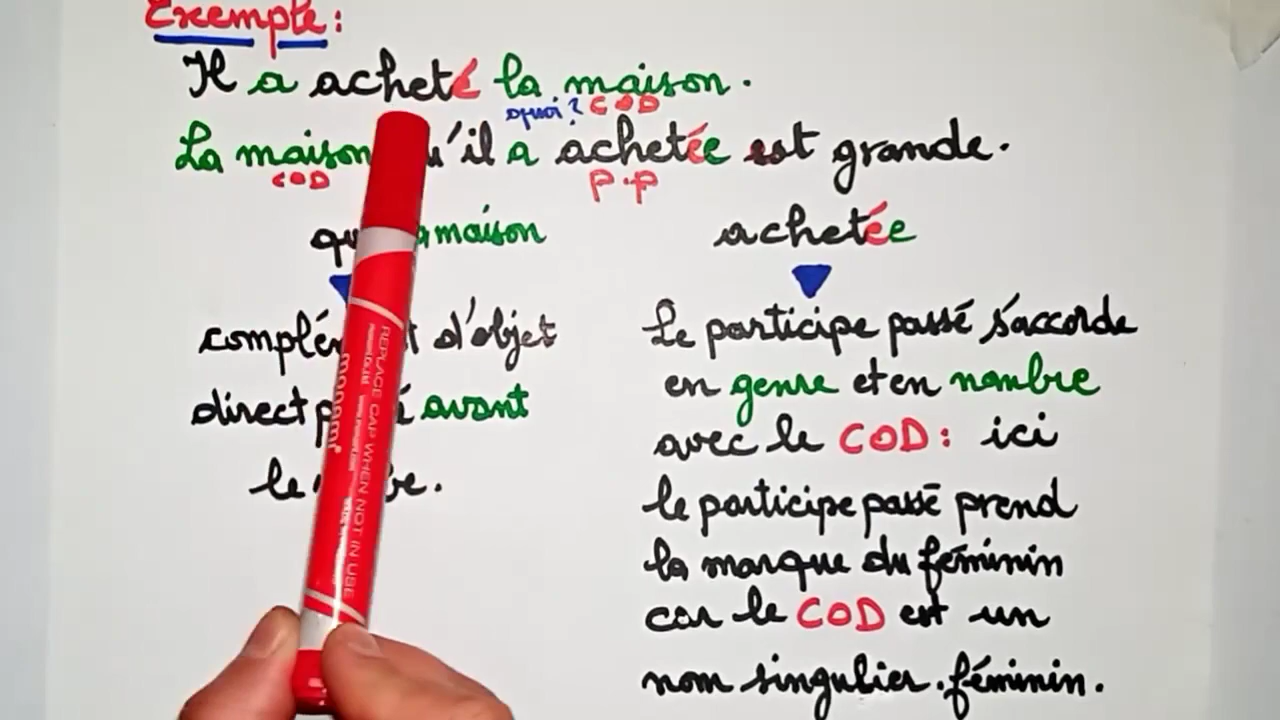 Exemple :
Il a acheté la maison.
quoi ? COD
La maison qu'il a achetée est grande.
COD P.P
maison achetée
d'objet
direct avant
le
Le participe passé s'accorde
en genre et en nombre
avec le COD : ici
le participe passé prend
la marque du féminin
car le COD est un
nom singulier. féminin.
REPLACE CAP WHEN NOT IN USE
monami